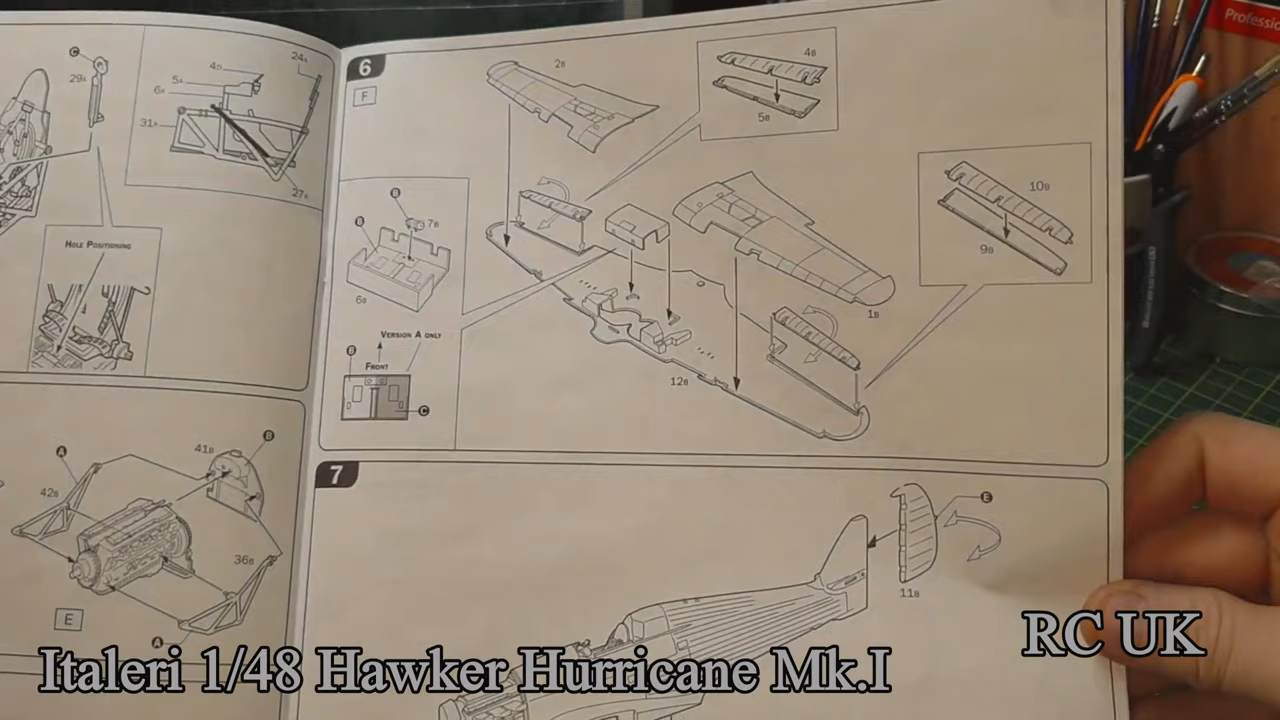 C
29A
4D
5A
6A
31A
24A
27A
HOLE POSITIONING
A
42B
41B
B
36B
E
A
6
F
2B
4B
5B
10B
9B
1B
12B
B
B
7B
6B
VERSION A ONLY
B
FRONT
C
7
E
11B
Professio
Italeri 1/48 Hawker Hurricane Mk.I
RC UK